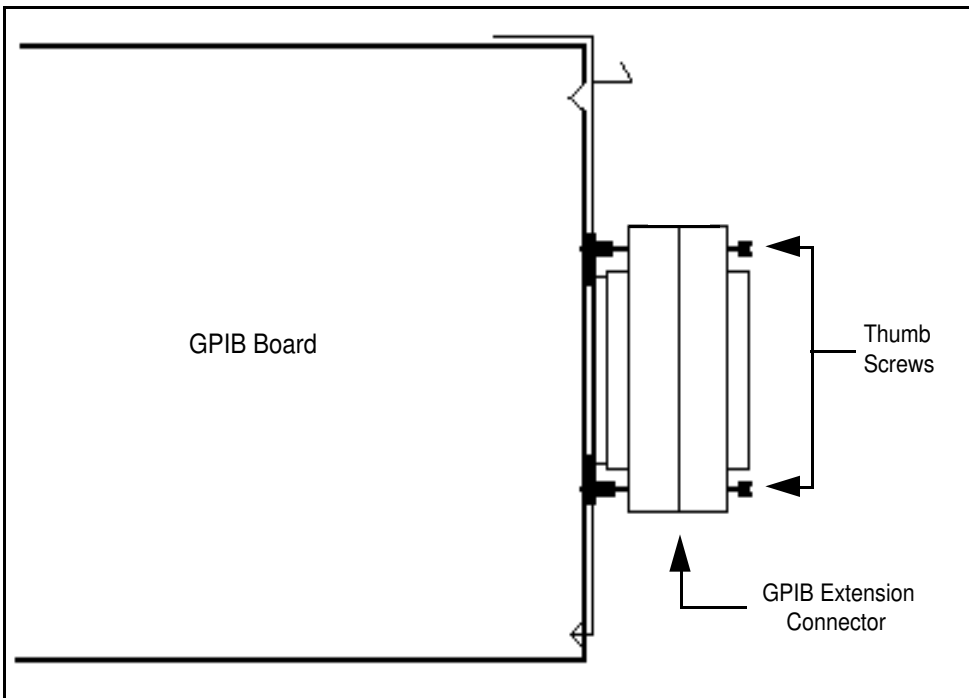 GPIB Board
Thumb
Screws
GPIB Extension
Connector